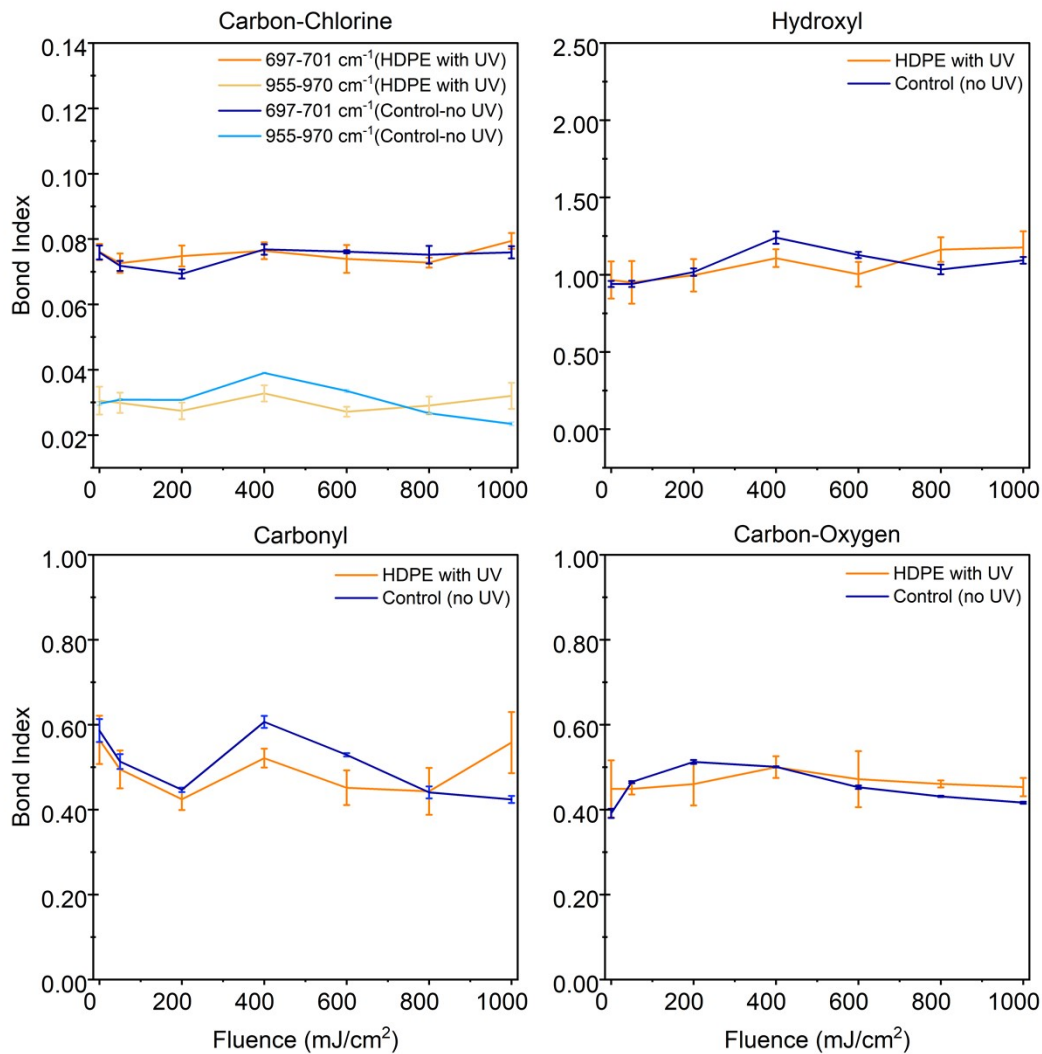 Carbon-Chlorine
0.14
0.12
0.10
0.08
0.06
0.04
0.02
697-701 cm⁻¹(HDPE with UV)
955-970 cm⁻¹(HDPE with UV)
697-701 cm⁻¹(Control-no UV)
955-970 cm⁻¹(Control-no UV)
Bond Index
0 200 400 600 800 1000
Hydroxyl
2.50
2.00
1.50
1.00
0.50
0.00
HDPE with UV
Control (no UV)
0 200 400 600 800 1000
Carbonyl
1.00
0.80
0.60
0.40
0.20
0.00
HDPE with UV
Control (no UV)
Bond Index
0 200 400 600 800 1000
Fluence (mJ/cm²)
Carbon-Oxygen
1.00
0.80
0.60
0.40
0.20
0.00
HDPE with UV
Control (no UV)
0 200 400 600 800 1000
Fluence (mJ/cm²)